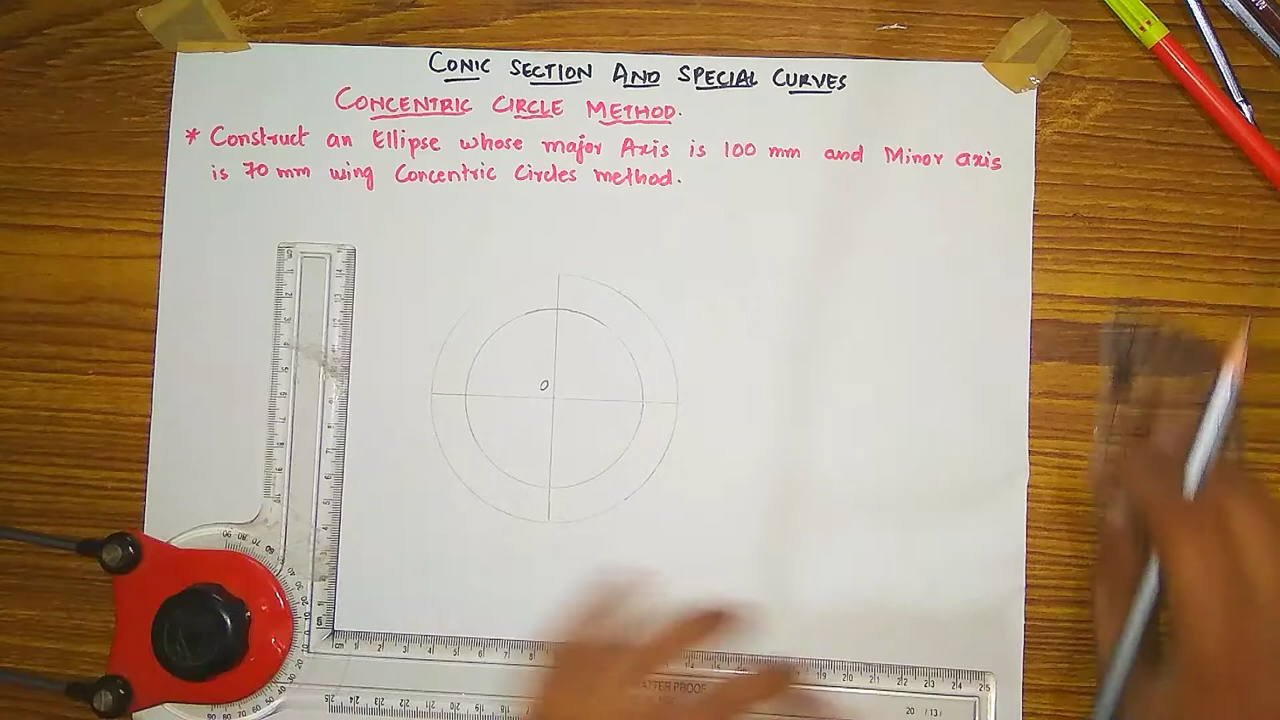 CONIC SECTION AND SPECIAL CURVES
CONCENTRIC CIRCLE METHOD.
* Construct an Ellipse whose major Axis is 100 mm and Minor axis
is 70 mm using Concentric Circles method.
O